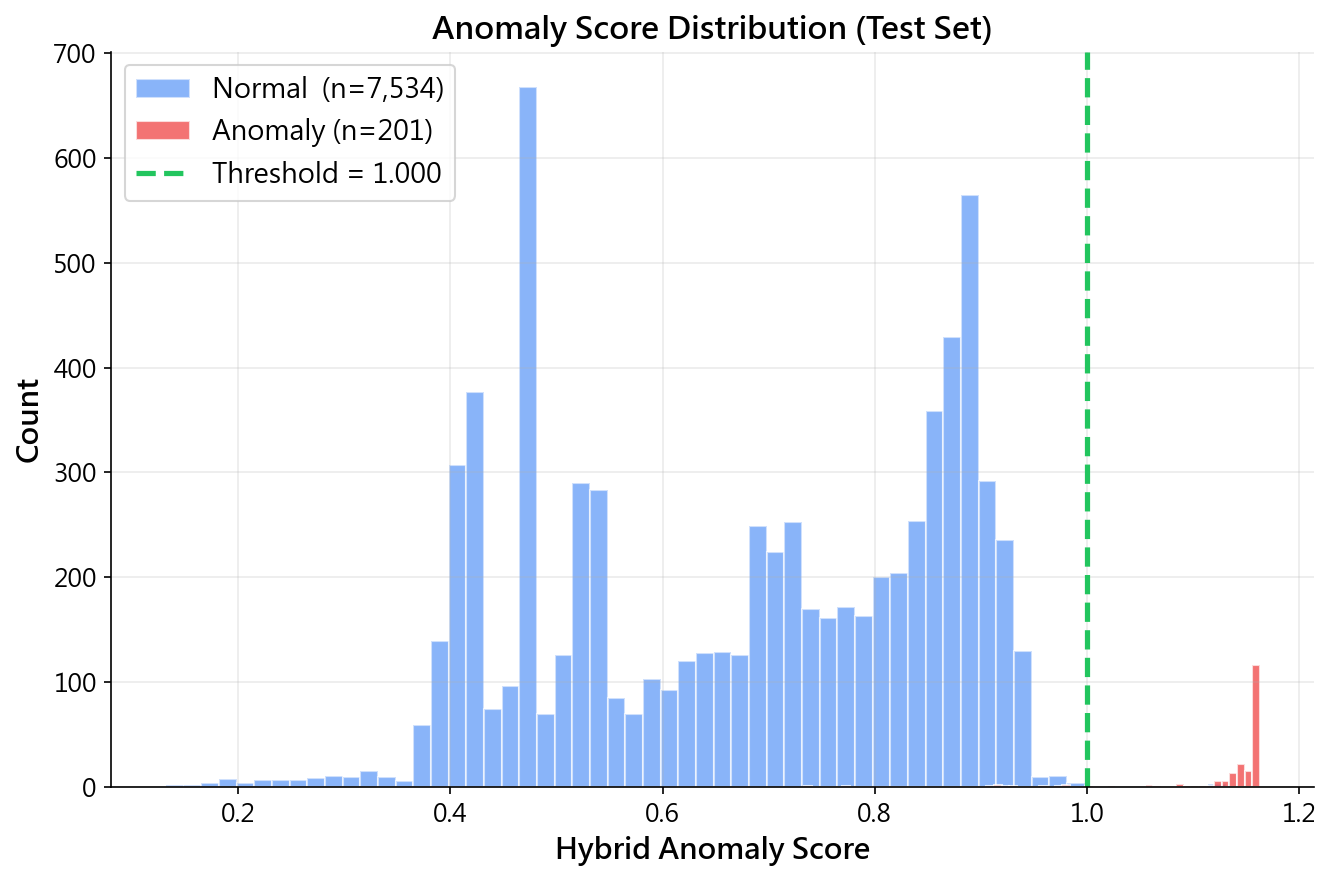 Anomaly Score Distribution (Test Set)
700
600
500
400
300
200
100
0
Count
Normal (n=7,534)
Anomaly (n=201)
Threshold = 1.000
0.2 0.4 0.6 0.8 1.0 1.2
Hybrid Anomaly Score